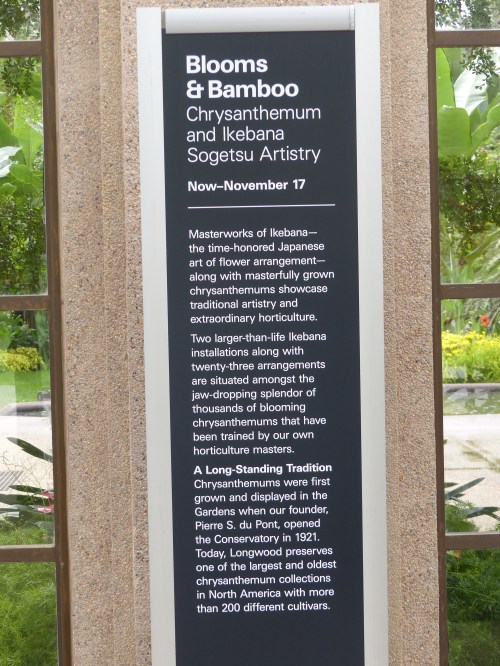 Blooms
& Bamboo
Chrysanthemum
and Ikebana
Sogetsu Artistry
Now–November 17
Masterworks of Ikebana—
the time-honored Japanese
art of flower arrangement—
along with masterfully grown
chrysanthemums showcase
traditional artistry and
extraordinary horticulture.
Two larger-than-life Ikebana
installations along with
twenty-three arrangements
are situated amongst the
jaw-dropping splendor of
thousands of blooming
chrysanthemums that have
been trained by our own
horticulture masters.
A Long-Standing Tradition
Chrysanthemums were first
grown and displayed in the
Gardens when our founder,
Pierre S. du Pont, opened
the Conservatory in 1921.
Today, Longwood preserves
one of the largest and oldest
chrysanthemum collections
in North America with more
than 200 different cultivars.